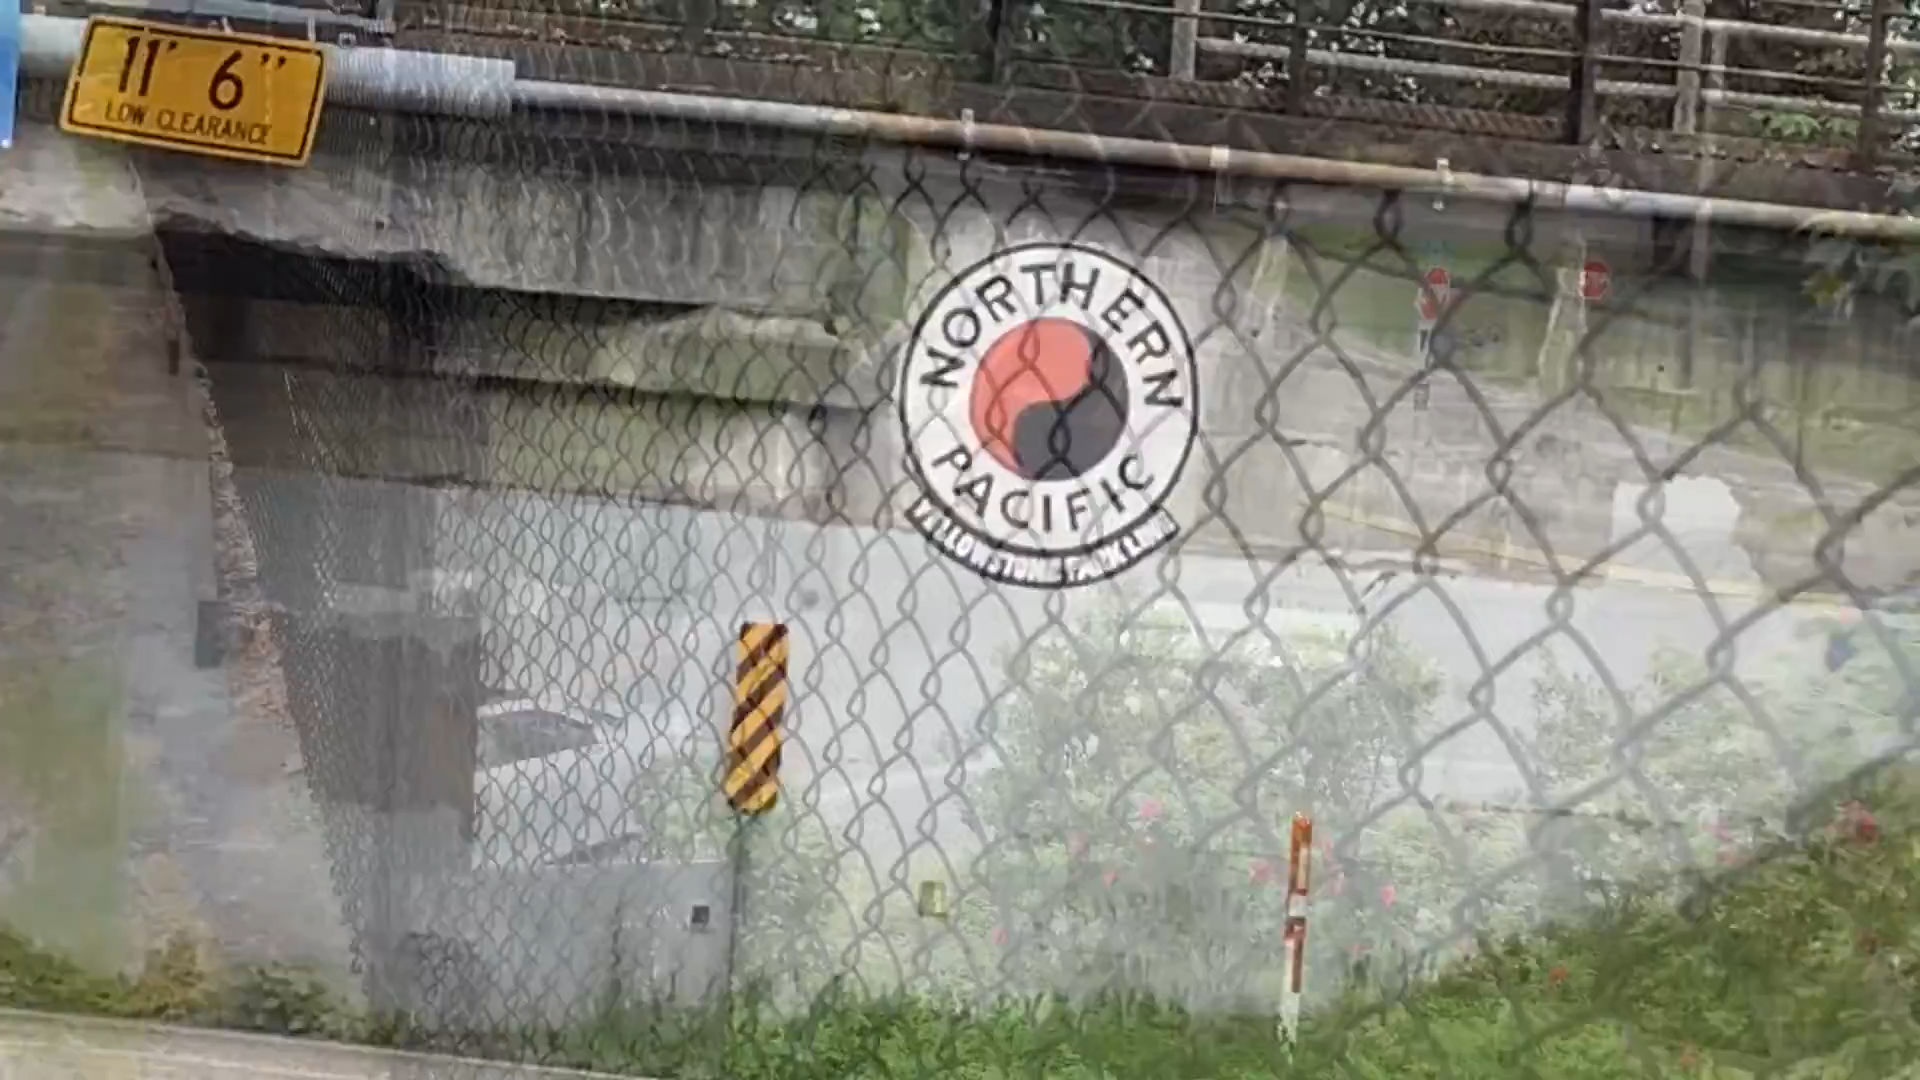 11' 6"
LOW CLEARANCE
NORTHERN
PACIFIC
YELLOWSTONE PARK LINE